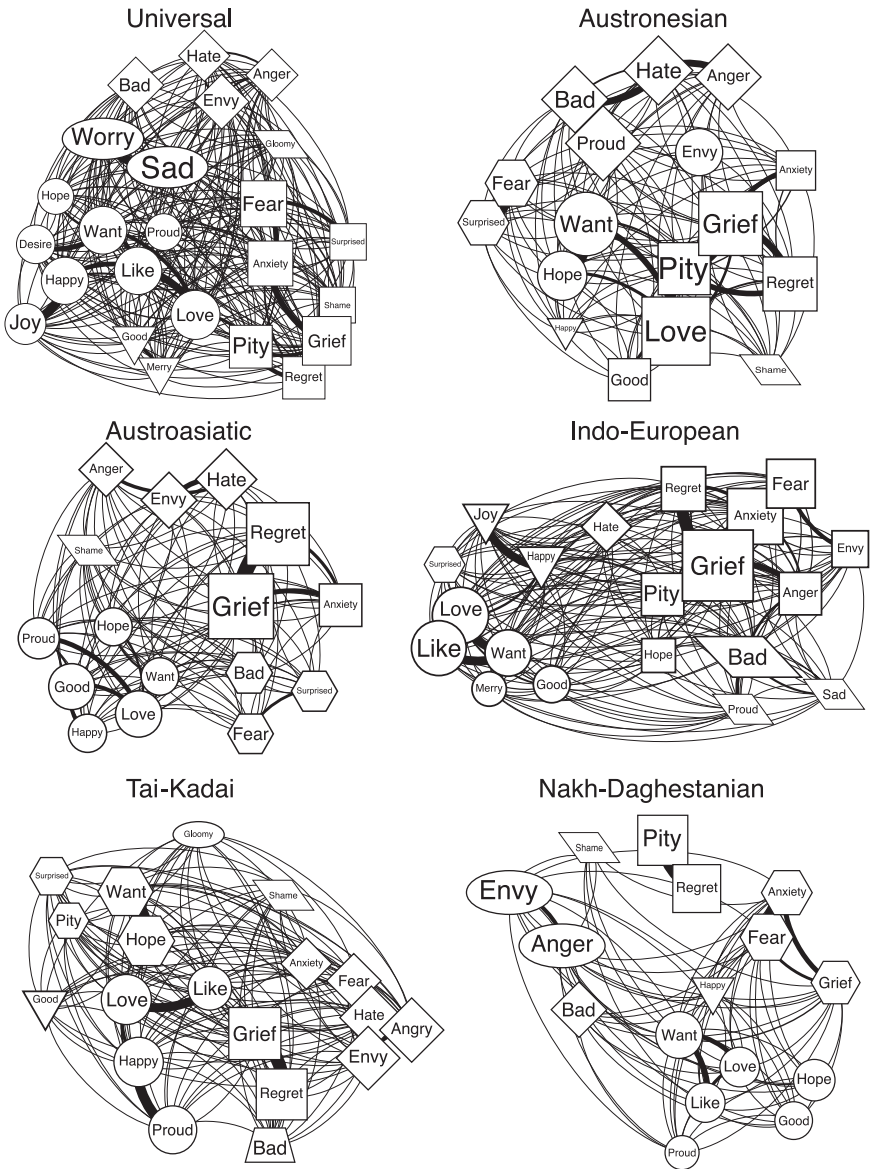 Universal
Hate
Anger
Bad
Envy
Worry
Gloomy
Sad
Hope
Fear
Want
Proud
Desire
Surprised
Happy
Like
Anxiety
Joy
Love
Shame
Good
Pity
Grief
Merry
Regret
Austronesian
Hate
Anger
Bad
Proud
Envy
Anxiety
Fear
Surprised
Want
Grief
Hope
Pity
Regret
Happy
Love
Good
Shame
Austroasiatic
Anger
Envy
Hate
Regret
Shame
Grief
Anxiety
Proud
Hope
Good
Want
Bad
Surprised
Love
Happy
Fear
Indo-European
Regret
Fear
Joy
Hate
Anxiety
Envy
Surprised
Happy
Grief
Love
Pity
Anger
Like
Want
Hope
Bad
Merry
Good
Sad
Proud
Tai-Kadai
Gloomy
Surprised
Want
Shame
Pity
Hope
Anxiety
Fear
Good
Love
Like
Hate
Grief
Angry
Happy
Envy
Regret
Proud
Bad
Nakh-Daghestanian
Shame
Pity
Envy
Regret
Anxiety
Anger
Fear
Happy
Grief
Bad
Want
Love
Hope
Like
Good
Proud